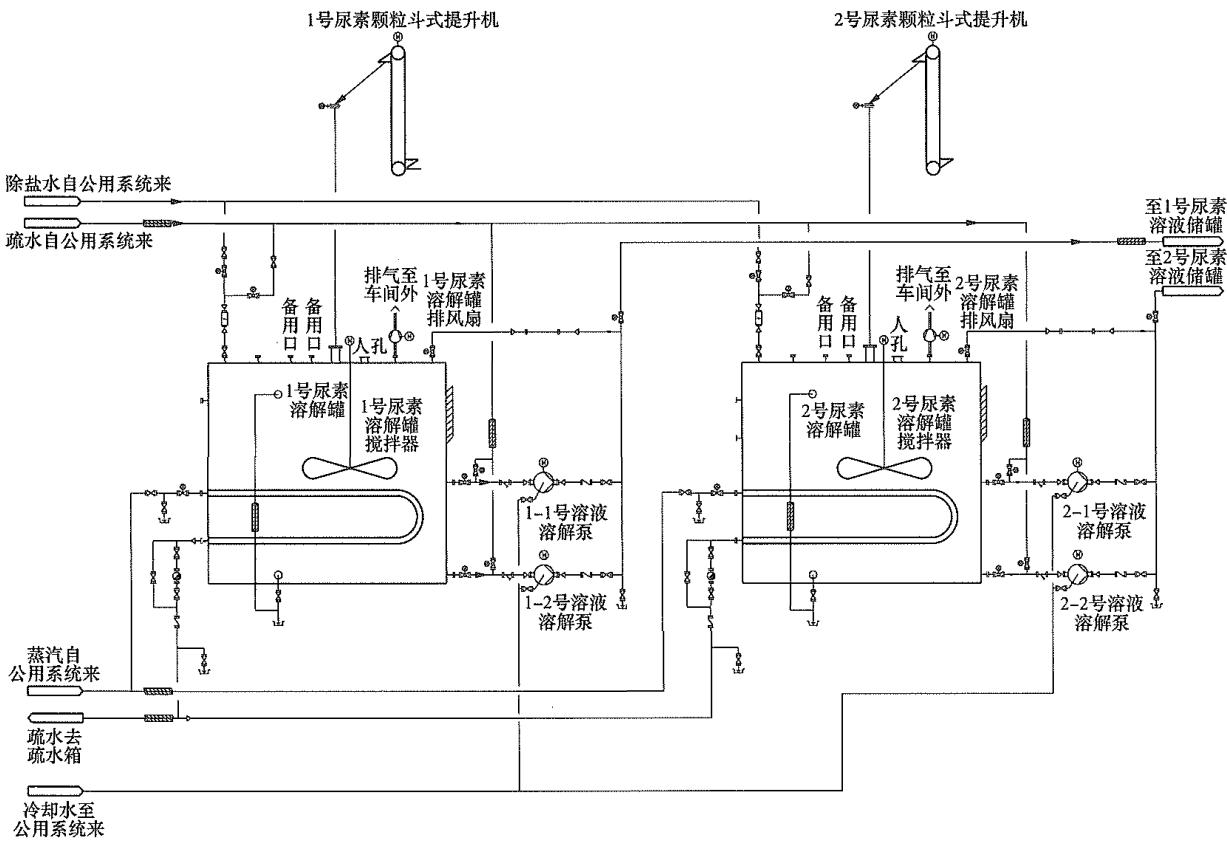 1号尿素颗粒斗式提升机
2号尿素颗粒斗式提升机
除盐水自公用系统来
疏水自公用系统来
至1号尿素
溶液储罐
至2号尿素
溶液储罐
备用口
备用口
人孔
排气至
车间外
1号尿素
溶解罐
排风扇
备用口
备用口
人孔
排气至
车间外
2号尿素
溶解罐
排风扇
1号尿素
溶解罐
1号尿素
溶解罐
搅拌器
2号尿素
溶解罐
2号尿素
溶解罐
搅拌器
1-1号溶液
溶解泵
2-1号溶液
溶解泵
1-2号溶液
溶解泵
2-2号溶液
溶解泵
蒸汽自
公用系统来
疏水去
疏水箱
冷却水至
公用系统来